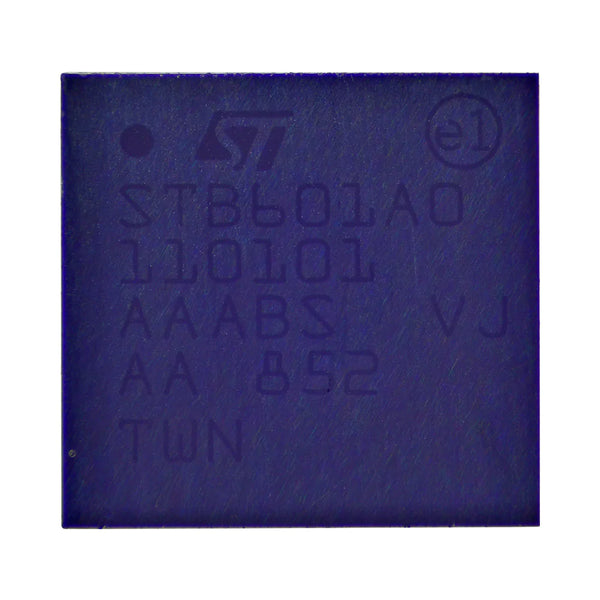 ST e1
STB601A0
110101
AAABS VJ
AA 852
TWN